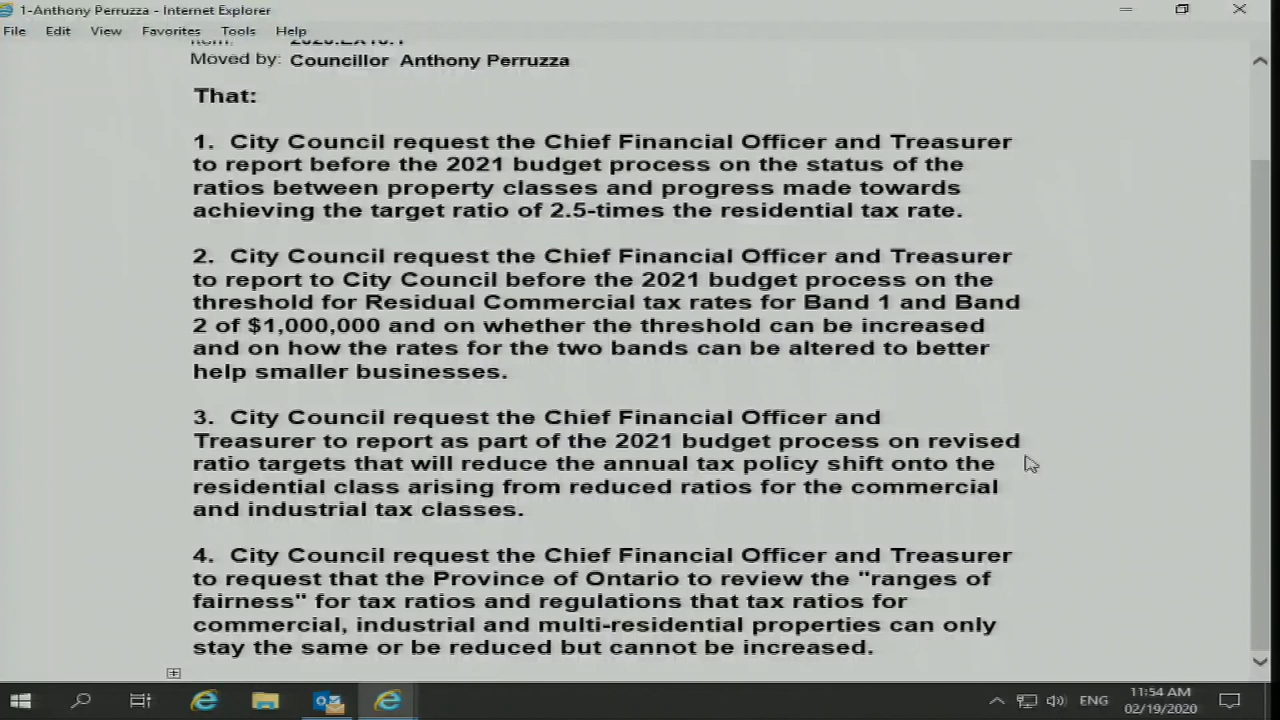 1-Anthony Perruzza - Internet Explorer
File Edit View Favorites Tools Help
Moved by: Councillor Anthony Perruzza
That:
1. City Council request the Chief Financial Officer and Treasurer
to report before the 2021 budget process on the status of the
ratios between property classes and progress made towards
achieving the target ratio of 2.5-times the residential tax rate.
2. City Council request the Chief Financial Officer and Treasurer
to report to City Council before the 2021 budget process on the
threshold for Residual Commercial tax rates for Band 1 and Band
2 of $1,000,000 and on whether the threshold can be increased
and on how the rates for the two bands can be altered to better
help smaller businesses.
3. City Council request the Chief Financial Officer and
Treasurer to report as part of the 2021 budget process on revised
ratio targets that will reduce the annual tax policy shift onto the
residential class arising from reduced ratios for the commercial
and industrial tax classes.
4. City Council request the Chief Financial Officer and Treasurer
to request that the Province of Ontario to review the "ranges of
fairness" for tax ratios and regulations that tax ratios for
commercial, industrial and multi-residential properties can only
stay the same or be reduced but cannot be increased.
ENG
11:54 AM
02/19/2020